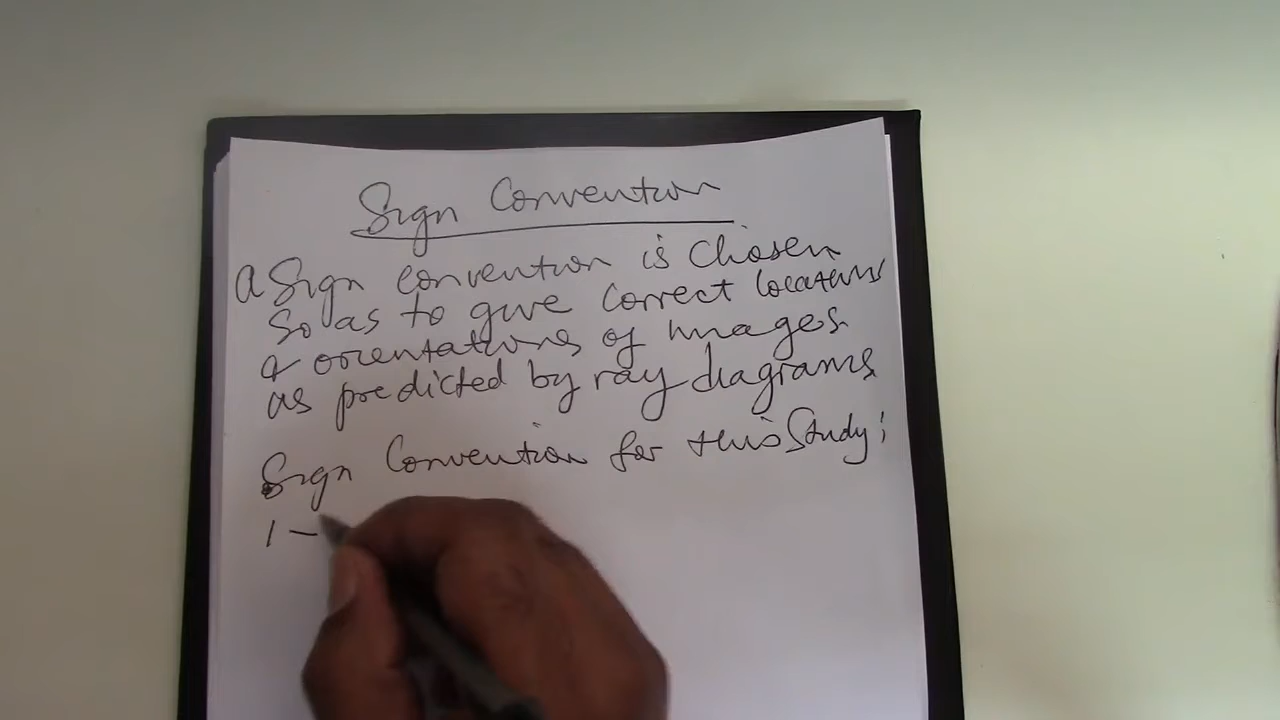 Sign Convention
a Sign convention is chosen
So as to give correct locations
& orientations of images
as predicted by ray diagrams
Sign Convention for this Study;
1 -